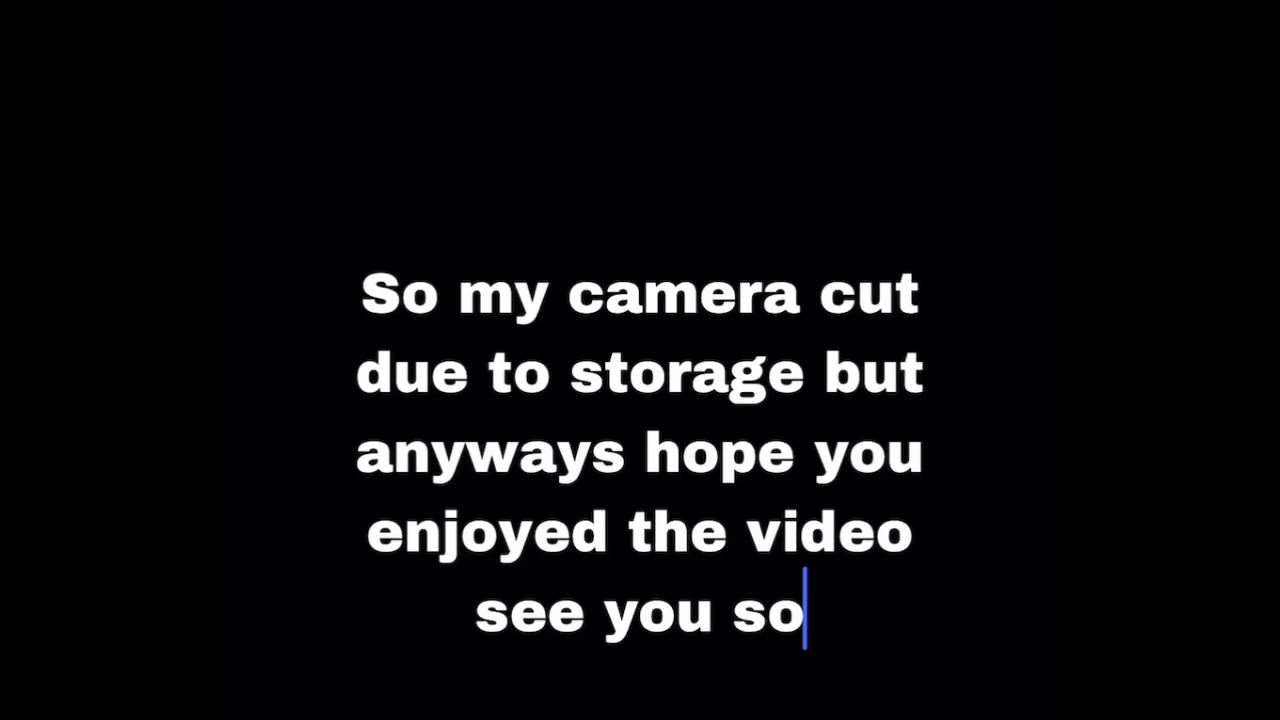 So my camera cut
due to storage but
anyways hope you
enjoyed the video
see you so